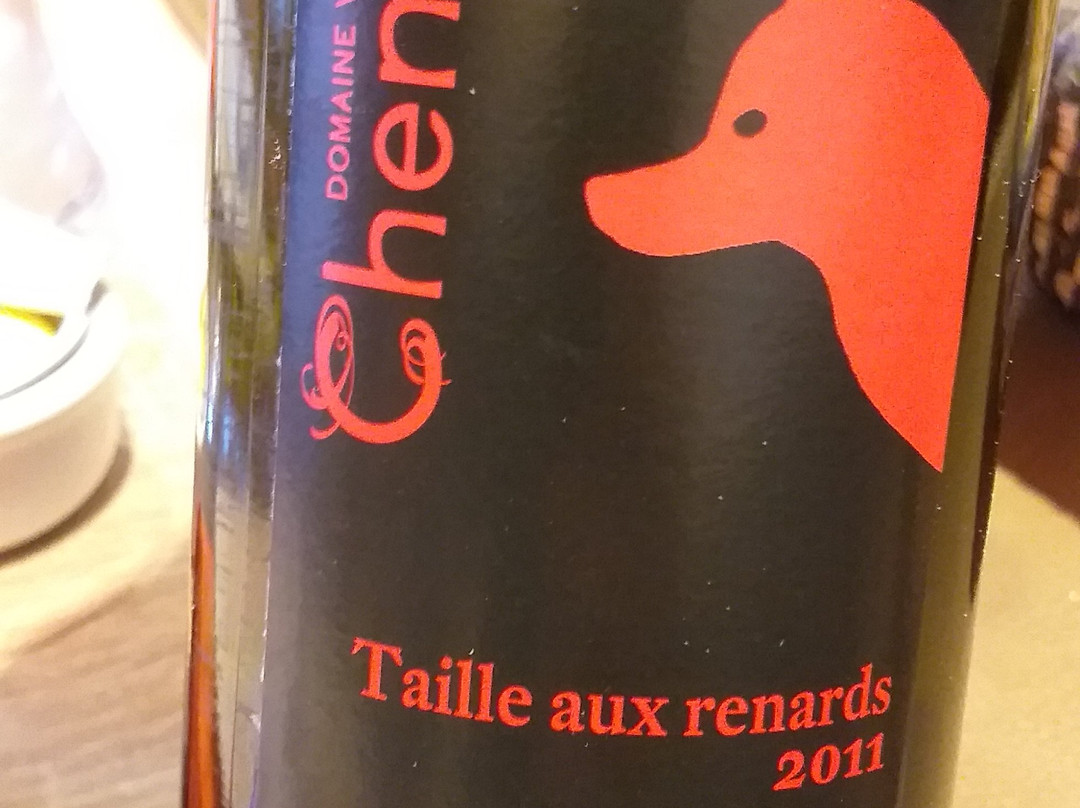 DOMAINE
Chen
Taille aux renards
2011